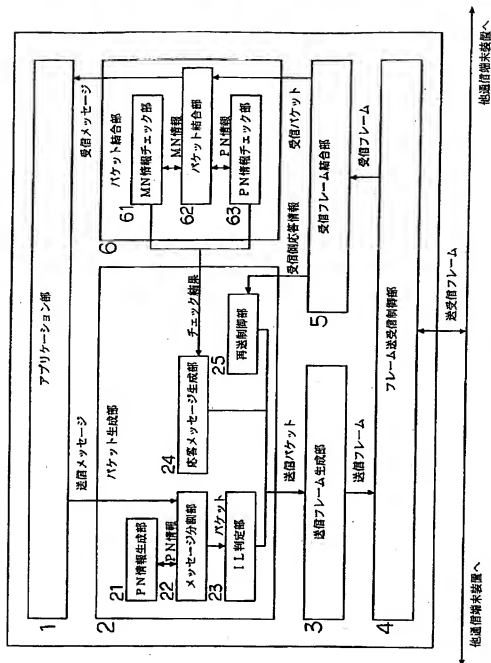 1
アプリケーション部
送信メッセージ
受信メッセージ
2
パケット生成部
21
PN情報生成部
PN情報
22
メッセージ分割部
パケット
23
IL判定部
24
応答メッセージ生成部
チェック結果
25
再送制御部
6
パケット結合部
61
MN情報チェック部
MN情報
62
パケット結合部
PN情報
63
PN情報チェック部
送信パケット
受信側応答情報
受信パケット
3
送信フレーム生成部
5
受信フレーム結合部
送信フレーム
受信フレーム
4
フレーム送受信制御部
送受信フレーム
他通信端末装置へ
他通信端末装置へ